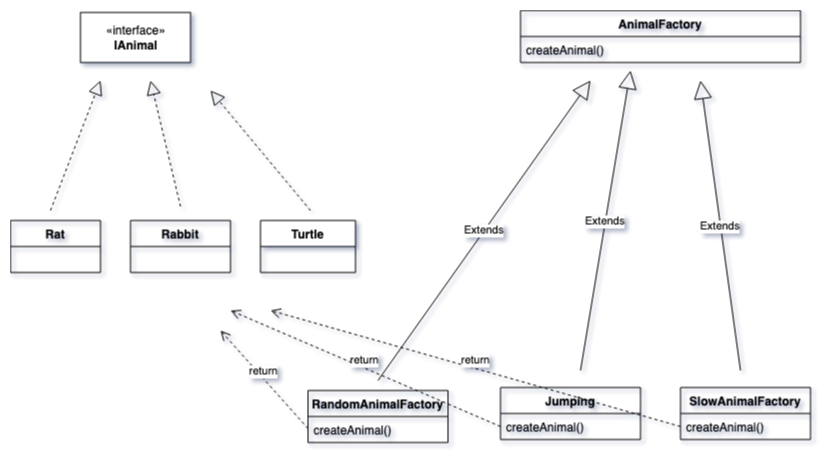 «interface»
IAnimal
AnimalFactory
createAnimal()
Rat
Rabbit
Turtle
Extends
Extends
Extends
return
return
return
RandomAnimalFactory
createAnimal()
Jumping
createAnimal()
SlowAnimalFactory
createAnimal()